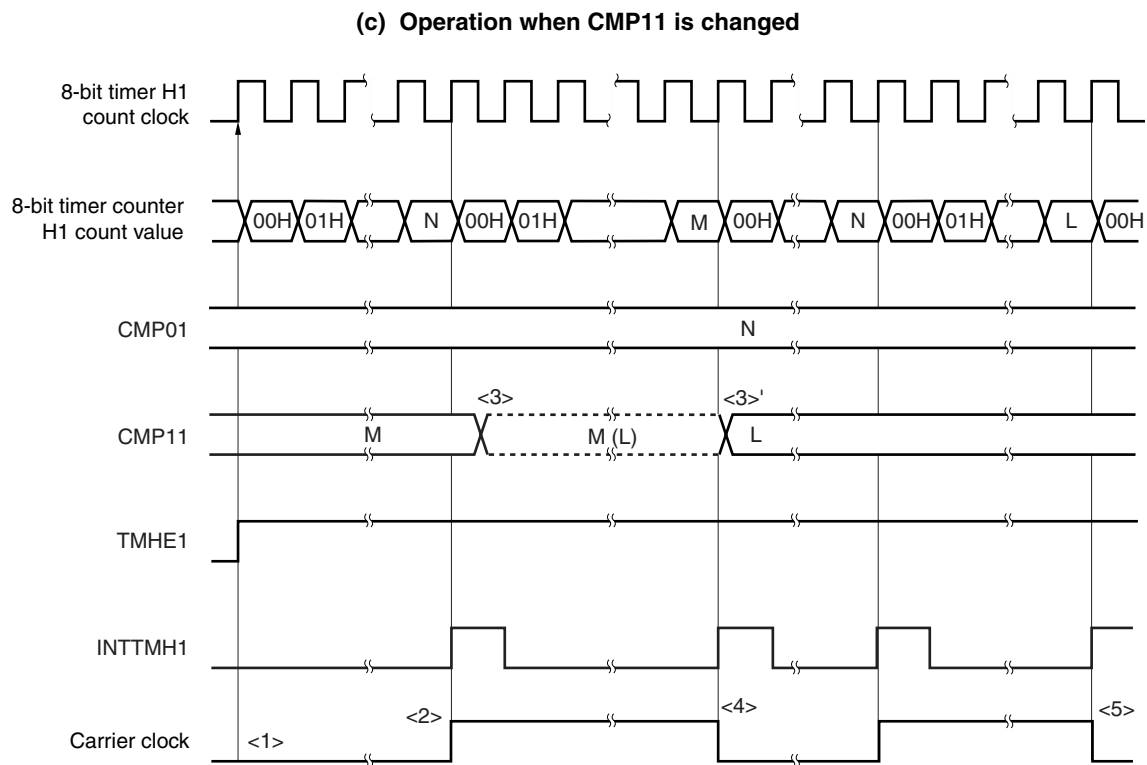 (c) Operation when CMP11 is changed
8-bit timer H1
count clock
8-bit timer counter
H1 count value
00H 01H N 00H 01H M 00H N 00H 01H L 00H
CMP01
N
<3> <3>'
CMP11
M M (L) L
TMHE1
INTTMH1
<2> <4> <5>
Carrier clock
<1>